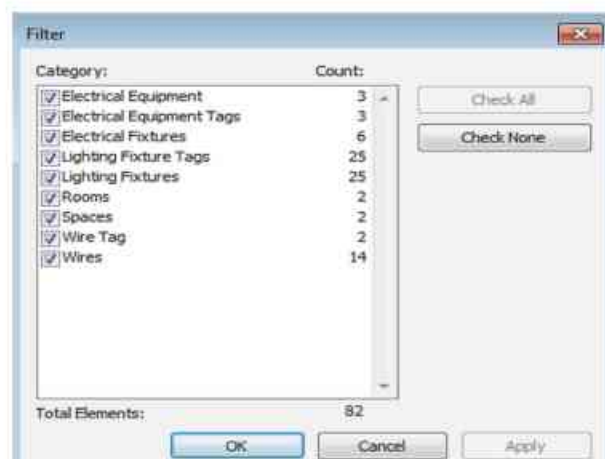 Filter
Category: Count:
Electrical Equipment 3
Electrical Equipment Tags 3
Electrical Fixtures 6
Lighting Fixture Tags 25
Lighting Fixtures 25
Rooms 2
Spaces 2
Wire Tag 2
Wires 14
Check All
Check None
Total Elements: 82
OK Cancel Apply